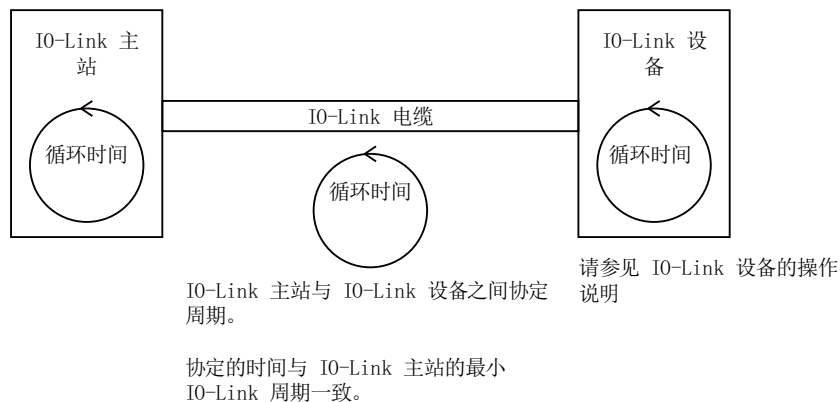 IO-Link 主
站
循环时间
IO-Link 电缆
循环时间
IO-Link 主站与 IO-Link 设备之间协定
周期。
协定的时间与 IO-Link 主站的最小
IO-Link 周期一致。
IO-Link 设
备
循环时间
请参见 IO-Link 设备的操作
说明